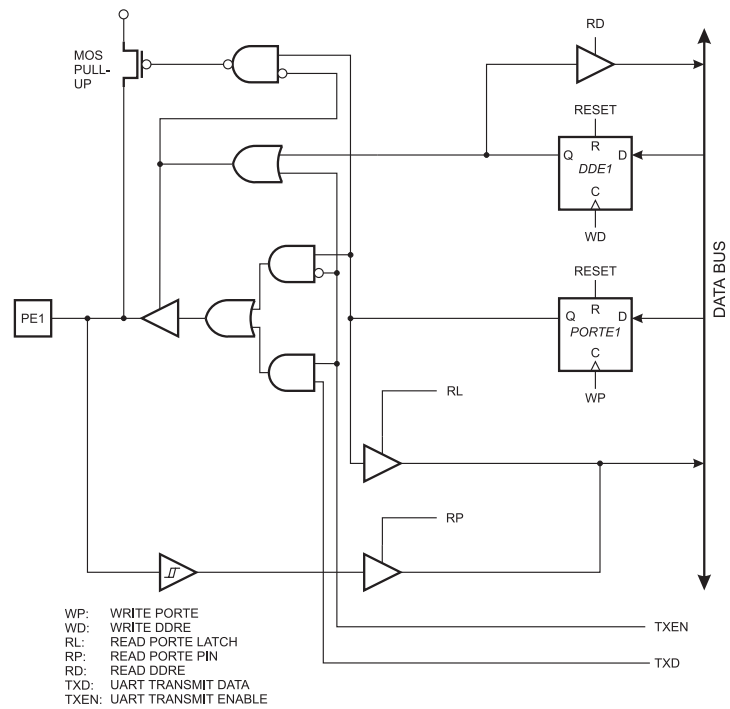 RD
MOS
PULL-
UP
RESET
R
Q
D
DDE1
C
WD
DATA BUS
RESET
R
Q
D
PORTE1
C
WP
PE1
RL
RP
TXEN
TXD
WP: WRITE PORTE
WD: WRITE DDRE
RL: READ PORTE LATCH
RP: READ PORTE PIN
RD: READ DDRE
TXD: UART TRANSMIT DATA
TXEN: UART TRANSMIT ENABLE